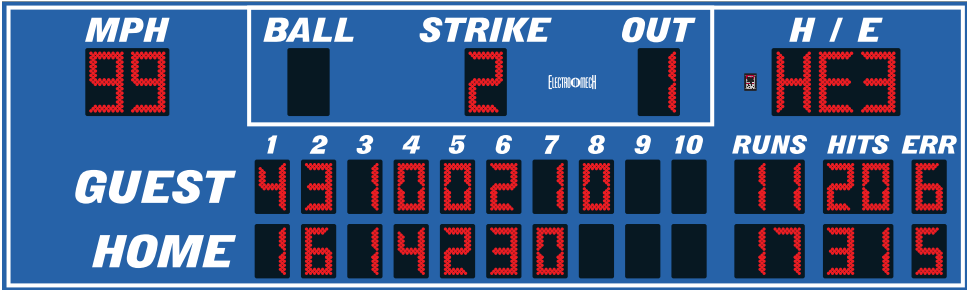 MPH BALL STRIKE OUT H / E
99 2 ELECTRO-MECH 1 HE3
1 2 3 4 5 6 7 8 9 10 RUNS HITS ERR
GUEST 4 3 1 0 0 2 1 0 11 20 6
HOME 1 6 1 4 2 3 0 17 31 5